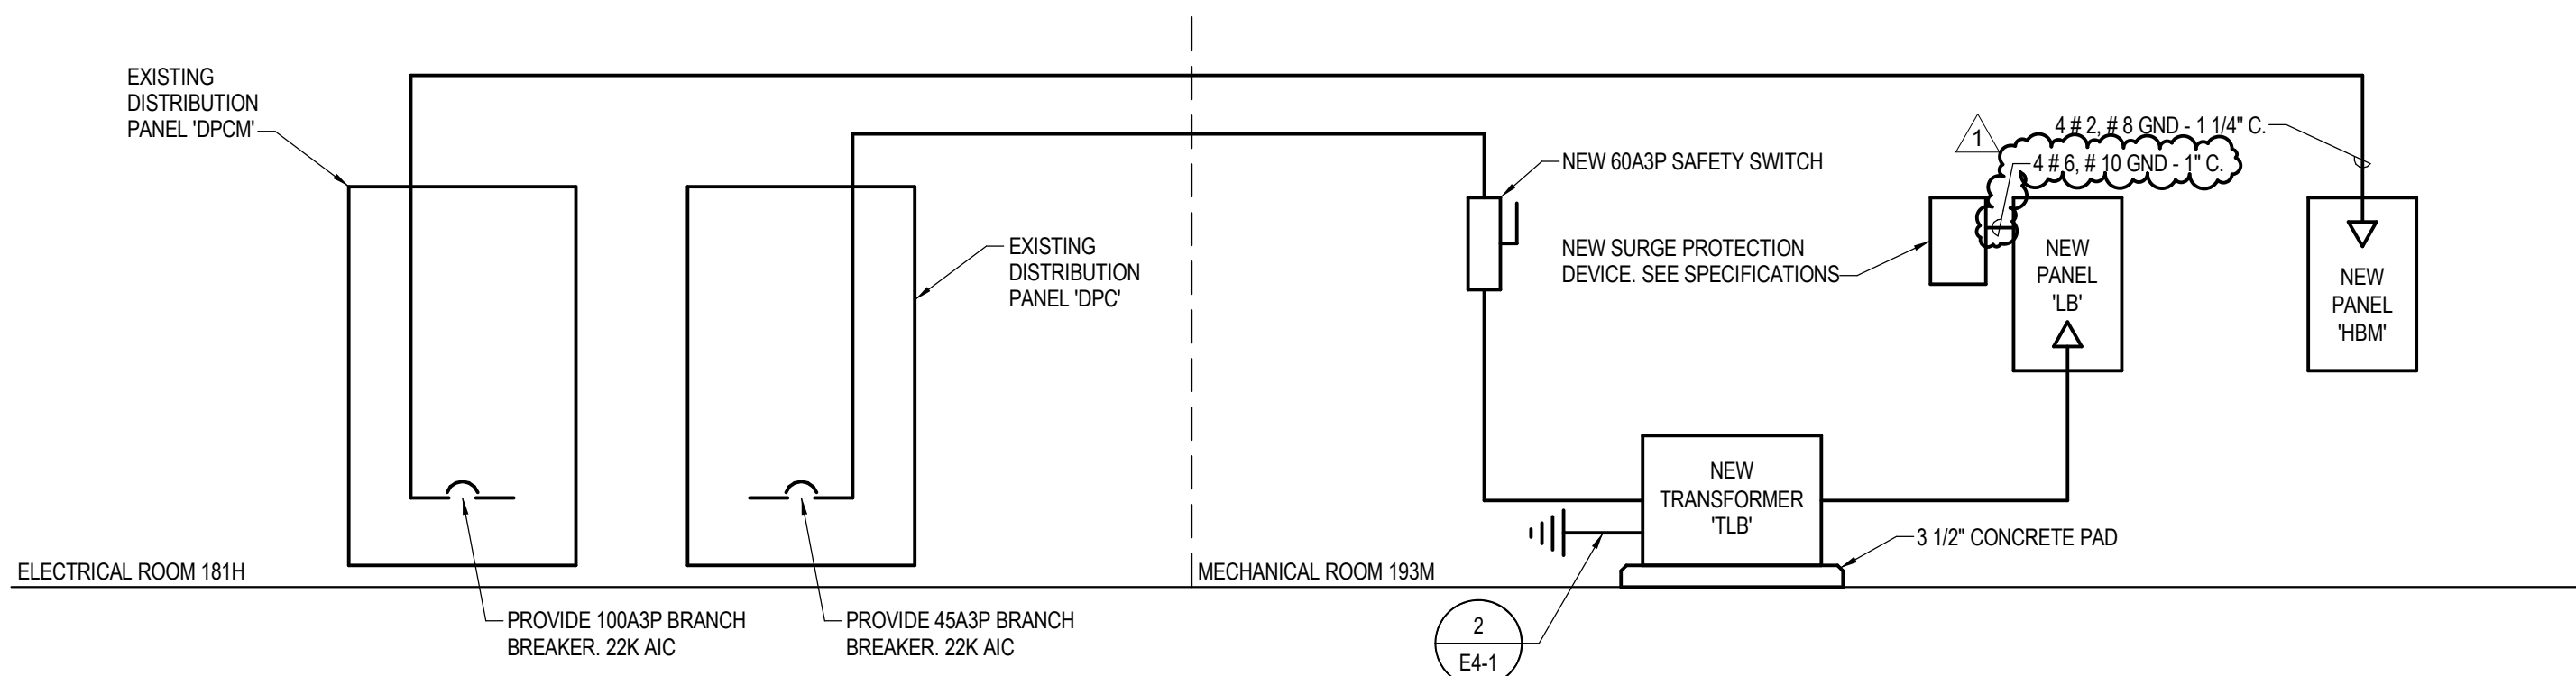 EXISTING
DISTRIBUTION
PANEL 'DPCM'
EXISTING
DISTRIBUTION
PANEL 'DPC'
NEW 60A3P SAFETY SWITCH
NEW SURGE PROTECTION
DEVICE. SEE SPECIFICATIONS
1
4 # 2, # 8 GND - 1 1/4" C.
4 # 6, # 10 GND - 1" C.
NEW
PANEL
'LB'
NEW
PANEL
'HBM'
NEW
TRANSFORMER
'TLB'
3 1/2" CONCRETE PAD
ELECTRICAL ROOM 181H
MECHANICAL ROOM 193M
PROVIDE 100A3P BRANCH
BREAKER. 22K AIC
PROVIDE 45A3P BRANCH
BREAKER. 22K AIC
2
E4-1